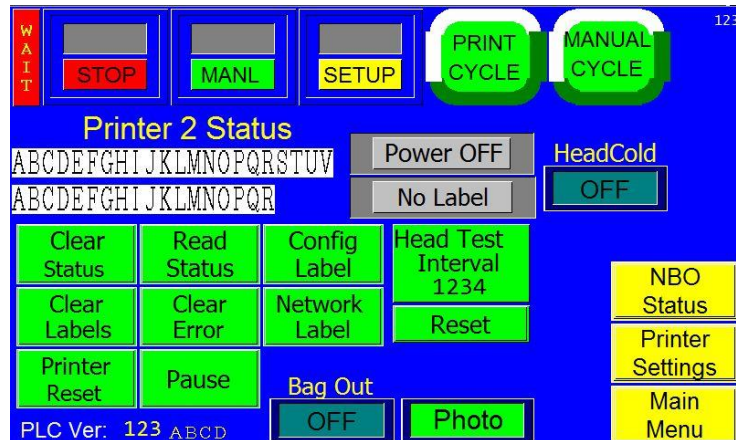 WAIT
STOP
MANL
SETUP
PRINT
CYCLE
MANUAL
CYCLE
123
Printer 2 Status
ABCDEFGHIJKLMNOPQRSTUV
ABCDEFGHIJKLMNOPQR
Power OFF
No Label
HeadCold
OFF
Clear
Status
Read
Status
Config
Label
Head Test
Interval
1234
Clear
Labels
Clear
Error
Network
Label
Reset
Printer
Reset
Pause
Bag Out
OFF
Photo
NBO
Status
Printer
Settings
Main
Menu
PLC Ver: 123 ABCD